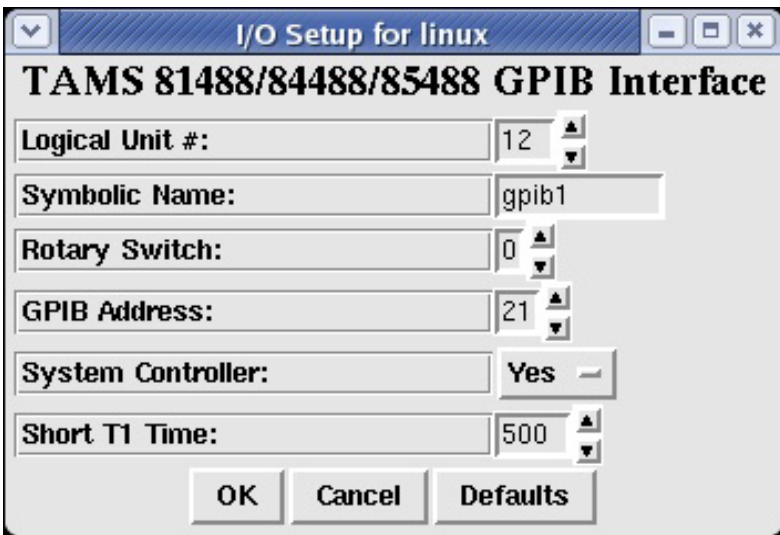 I/O Setup for linux
TAMS 81488/84488/85488 GPIB Interface
Logical Unit #: 12
Symbolic Name: gpib1
Rotary Switch: 0
GPIB Address: 21
System Controller: Yes
Short T1 Time: 500
OK Cancel Defaults